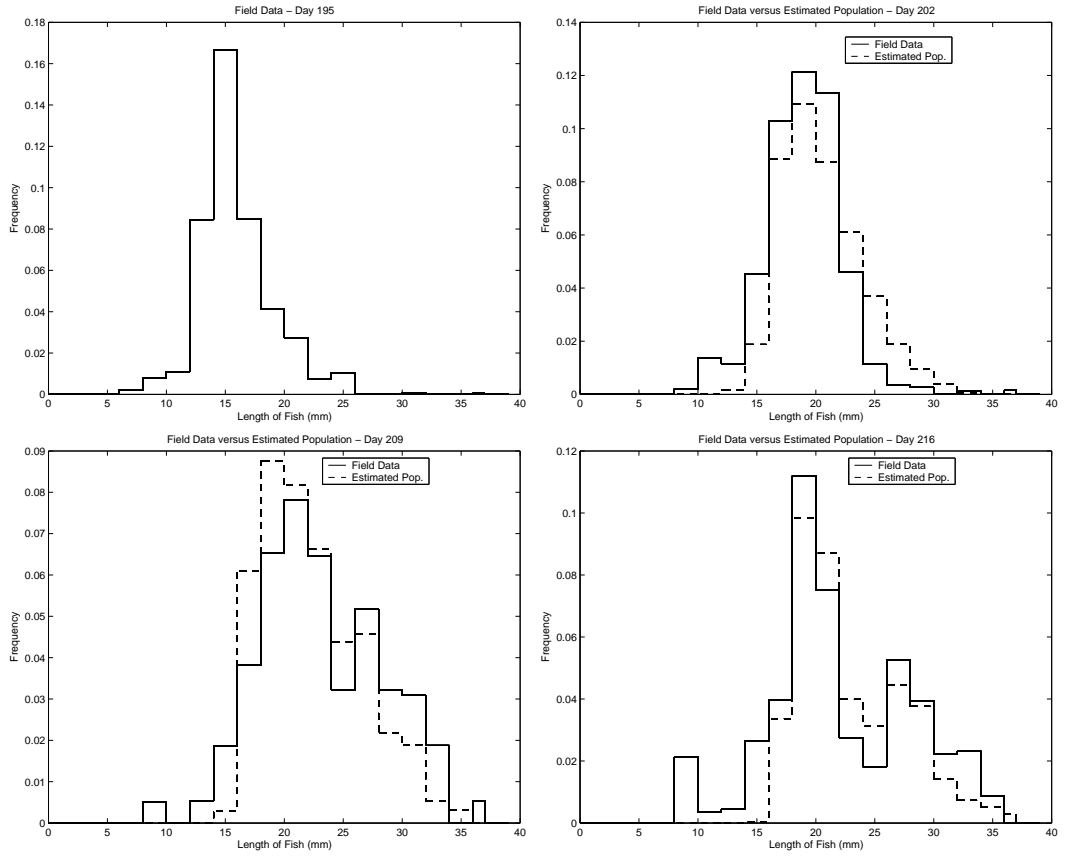 Field Data – Day 195
0.18
0.16
0.14
0.12
0.1
0.08
0.06
0.04
0.02
0
Frequency
0 5 10 15 20 25 30 35 40
Length of Fish (mm)
Field Data versus Estimated Population – Day 202
Field Data
Estimated Pop.
0.14
0.12
0.1
0.08
0.06
0.04
0.02
0
Frequency
0 5 10 15 20 25 30 35 40
Length of Fish (mm)
Field Data versus Estimated Population – Day 209
Field Data
Estimated Pop.
0.09
0.08
0.07
0.06
0.05
0.04
0.03
0.02
0.01
0
Frequency
0 5 10 15 20 25 30 35 40
Length of Fish (mm)
Field Data versus Estimated Population – Day 216
Field Data
Estimated Pop.
0.12
0.1
0.08
0.06
0.04
0.02
0
Frequency
0 5 10 15 20 25 30 35 40
Length of Fish (mm)